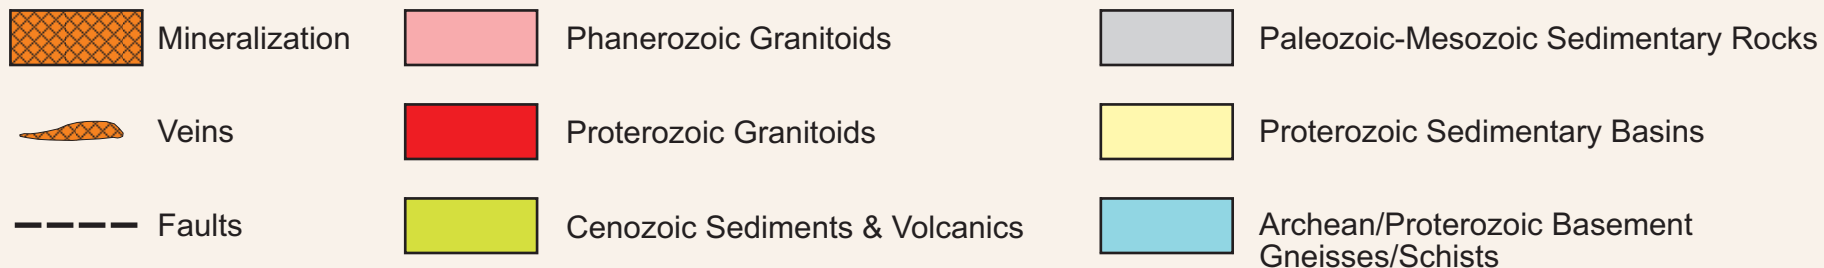 Mineralization
Phanerozoic Granitoids
Paleozoic-Mesozoic Sedimentary Rocks
Veins
Proterozoic Granitoids
Proterozoic Sedimentary Basins
Faults
Cenozoic Sediments & Volcanics
Archean/Proterozoic Basement
Gneisses/Schists